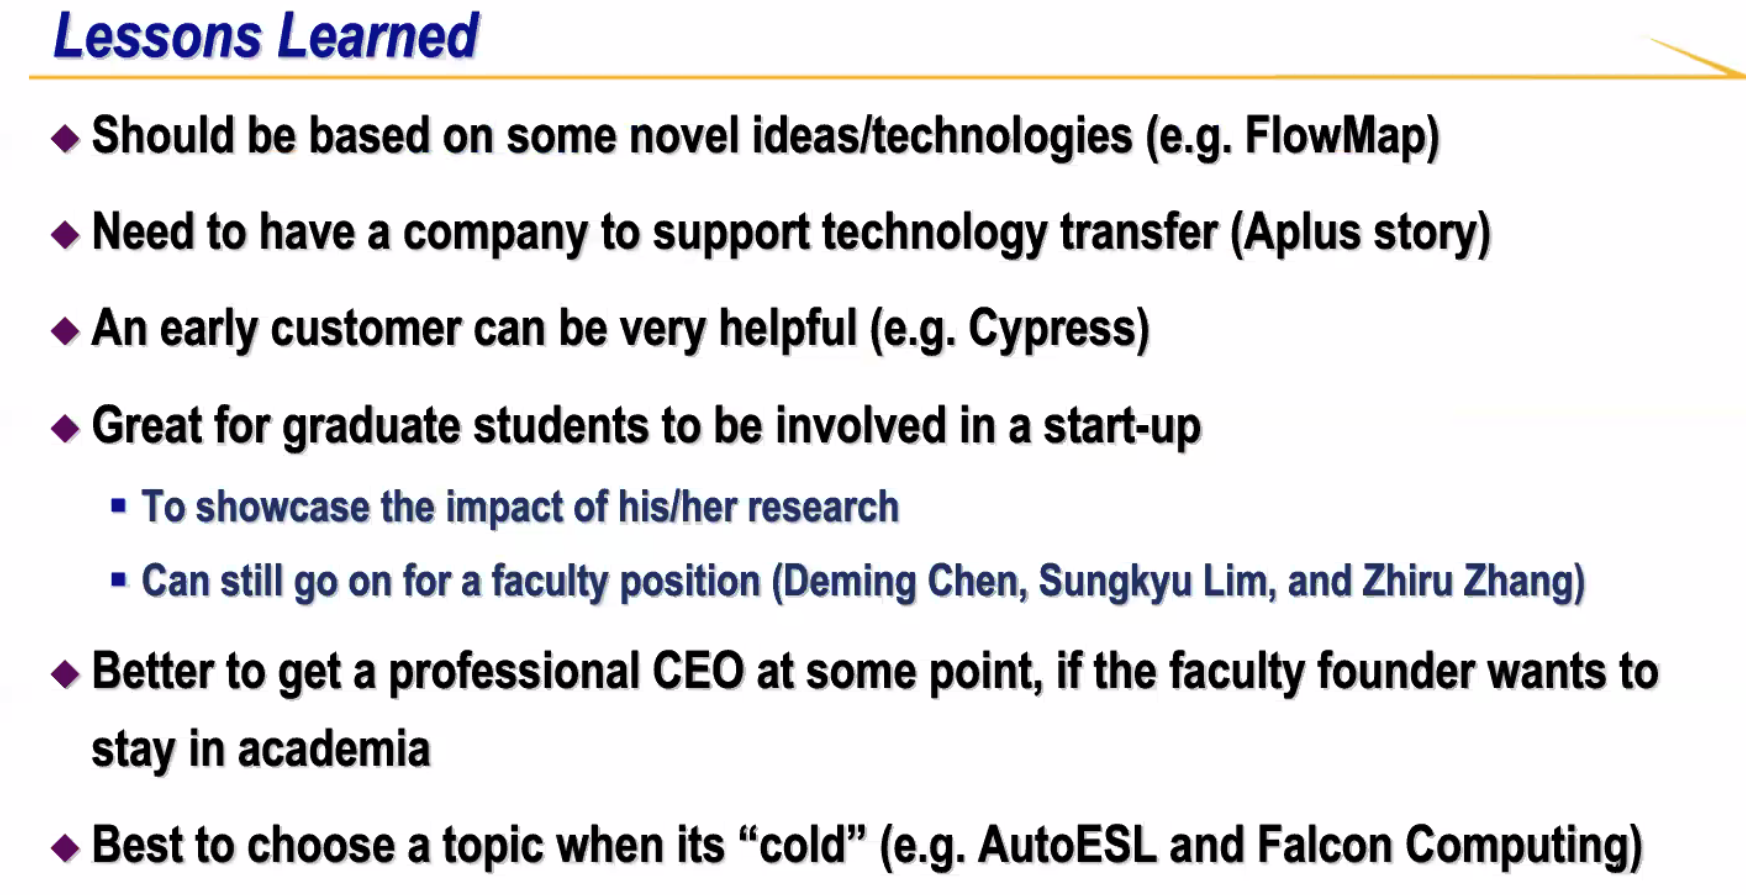 Lessons Learned
Should be based on some novel ideas/technologies (e.g. FlowMap)
Need to have a company to support technology transfer (Aplus story)
An early customer can be very helpful (e.g. Cypress)
Great for graduate students to be involved in a start-up
To showcase the impact of his/her research
Can still go on for a faculty position (Deming Chen, Sungkyu Lim, and Zhiru Zhang)
Better to get a professional CEO at some point, if the faculty founder wants to
stay in academia
Best to choose a topic when its “cold” (e.g. AutoESL and Falcon Computing)